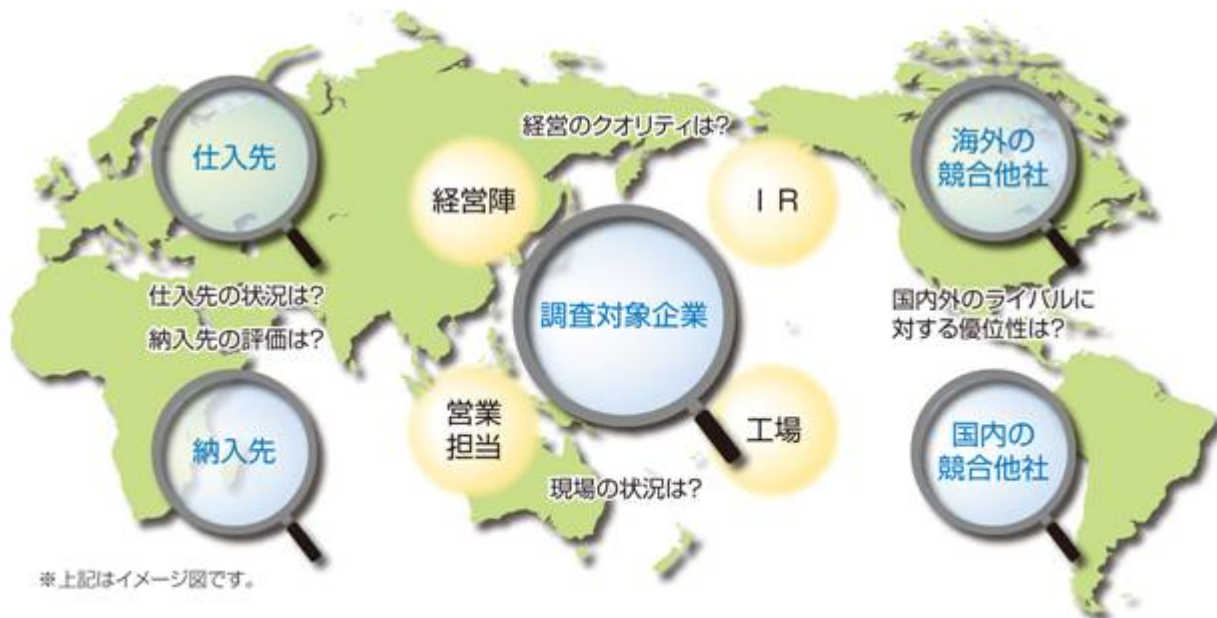 経営のクオリティは?
仕入先
経営陣
ＩＲ
海外の
競合他社
調査対象企業
仕入先の状況は?
納入先の評価は?
国内外のライバルに
対する優位性は?
納入先
営業
担当
工場
国内の
競合他社
現場の状況は?
※上記はイメージ図です。